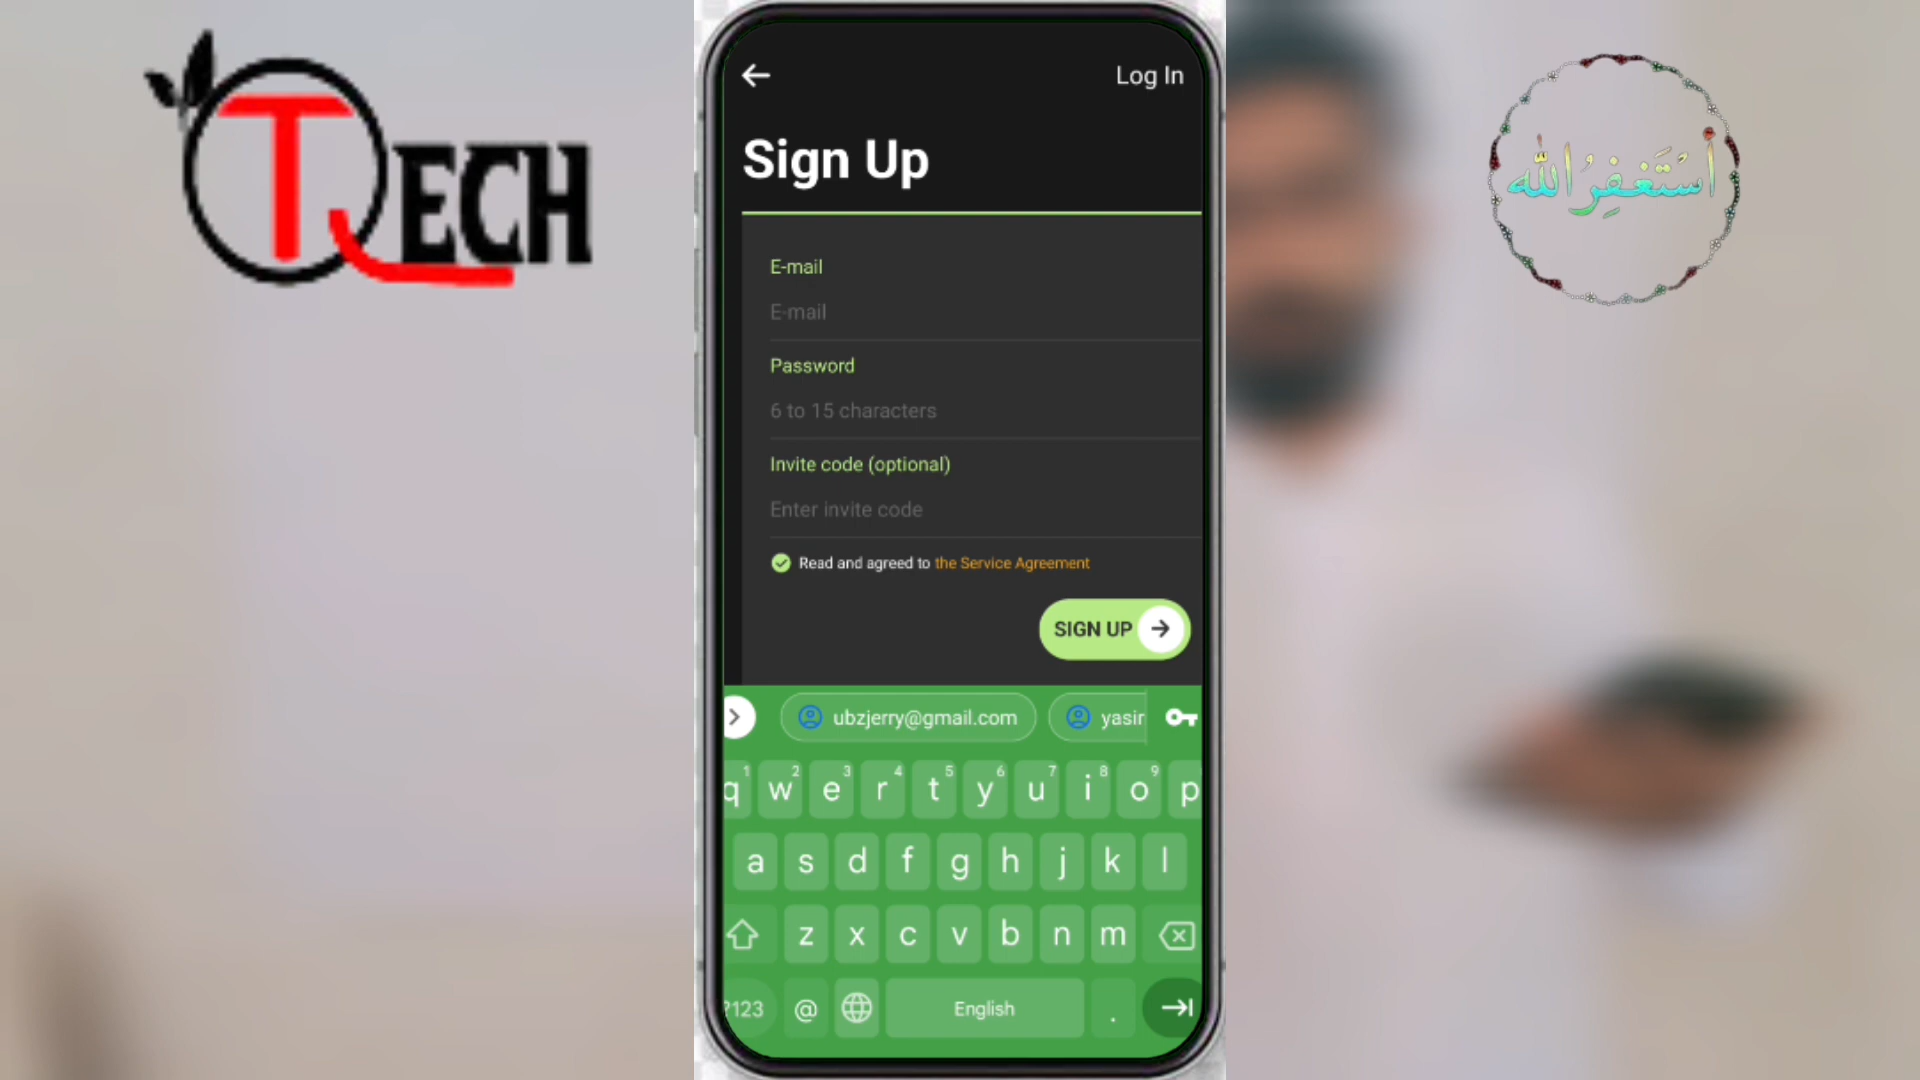 TECH
Log In
Sign Up
E-mail
E-mail
Password
6 to 15 characters
Invite code (optional)
Enter invite code
Read and agreed to the Service Agreement
SIGN UP
ubzjerry@gmail.com yasir
q 1 w 2 e 3 r 4 t 5 y 6 u 7 i 8 o 9 p
a s d f g h j k l
z x c v b n m
?123 @ English .
أَسْتَغْفِرُ اللّٰه